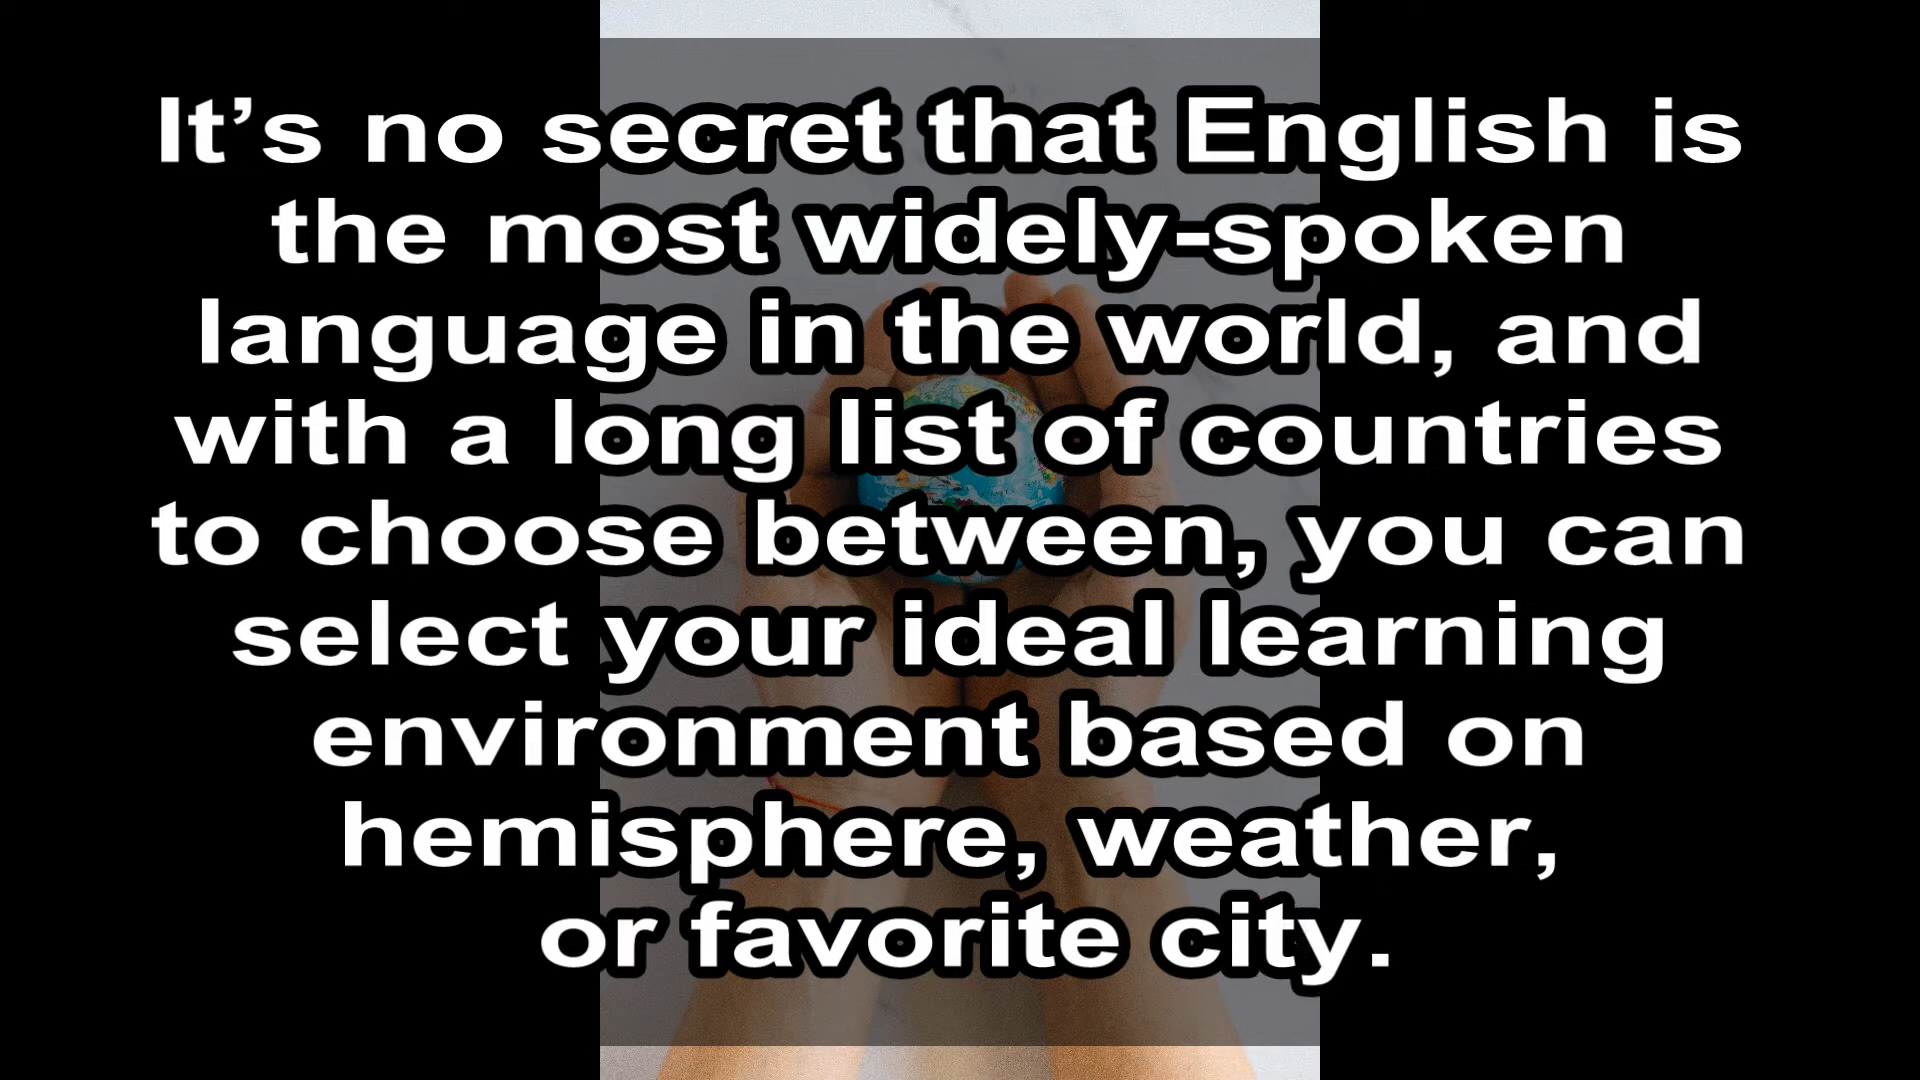 It’s no secret that English is
the most widely-spoken
language in the world, and
with a long list of countries
to choose between, you can
select your ideal learning
environment based on
hemisphere, weather,
or favorite city.